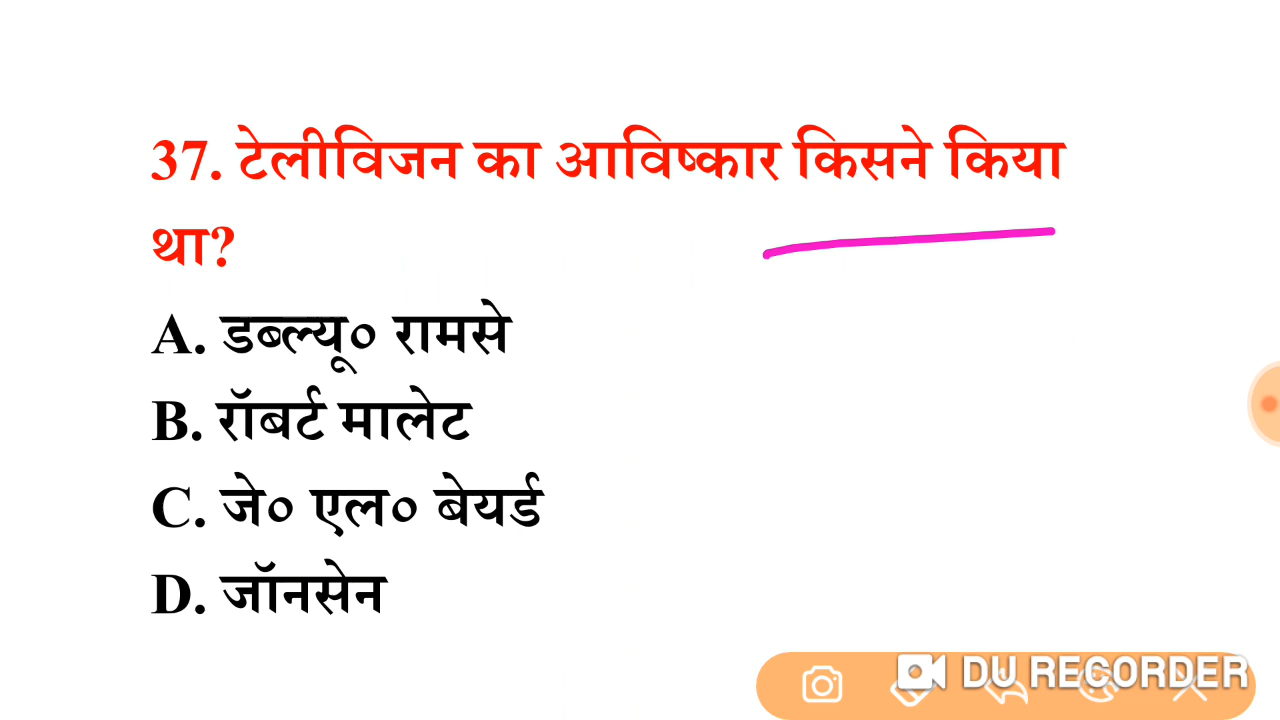 37. टेलीविजन का आविष्कार किसने किया
था?
A. डब्ल्यू० रामसे
B. रॉबर्ट मालेट
C. जे० एल० बेयर्ड
D. जॉनसेन
DU RECORDER